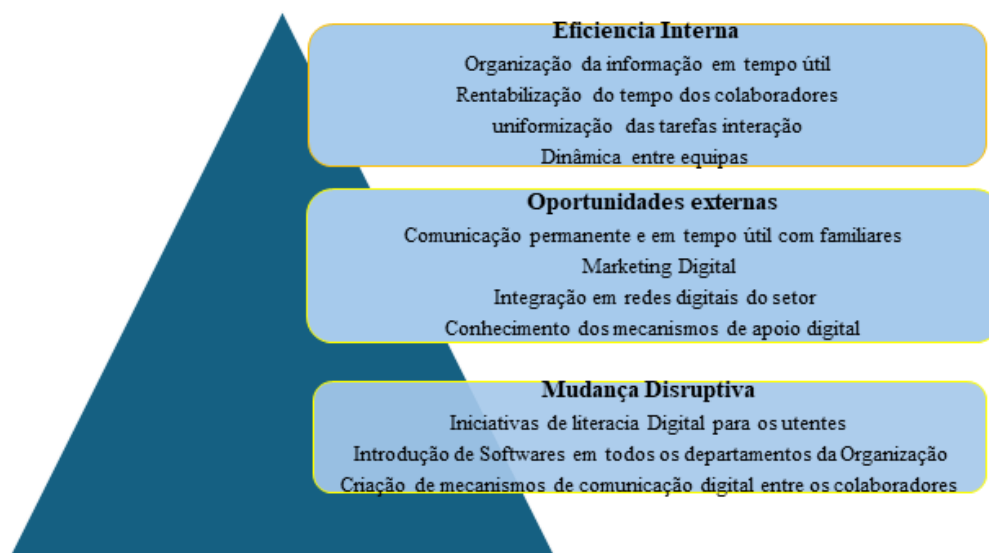 Eficiencia Interna
Organização da informação em tempo útil
Rentabilização do tempo dos colaboradores
uniformização das tarefas interação
Dinâmica entre equipas
Oportunidades externas
Comunicação permanente e em tempo útil com familiares
Marketing Digital
Integração em redes digitais do setor
Conhecimento dos mecanismos de apoio digital
Mudança Disruptiva
Iniciativas de literacia Digital para os utentes
Introdução de Softwares em todos os departamentos da Organização
Criação de mecanismos de comunicação digital entre os colaboradores